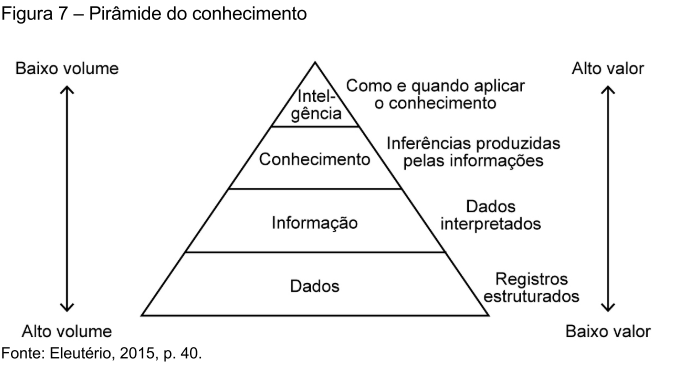 Figura 7 – Pirâmide do conhecimento
Baixo volume
Alto valor
Intel-
gência
Como e quando aplicar
o conhecimento
Conhecimento
Inferências produzidas
pelas informações
Informação
Dados
interpretados
Dados
Registros
estruturados
Alto volume
Baixo valor
Fonte: Eleutério, 2015, p. 40.